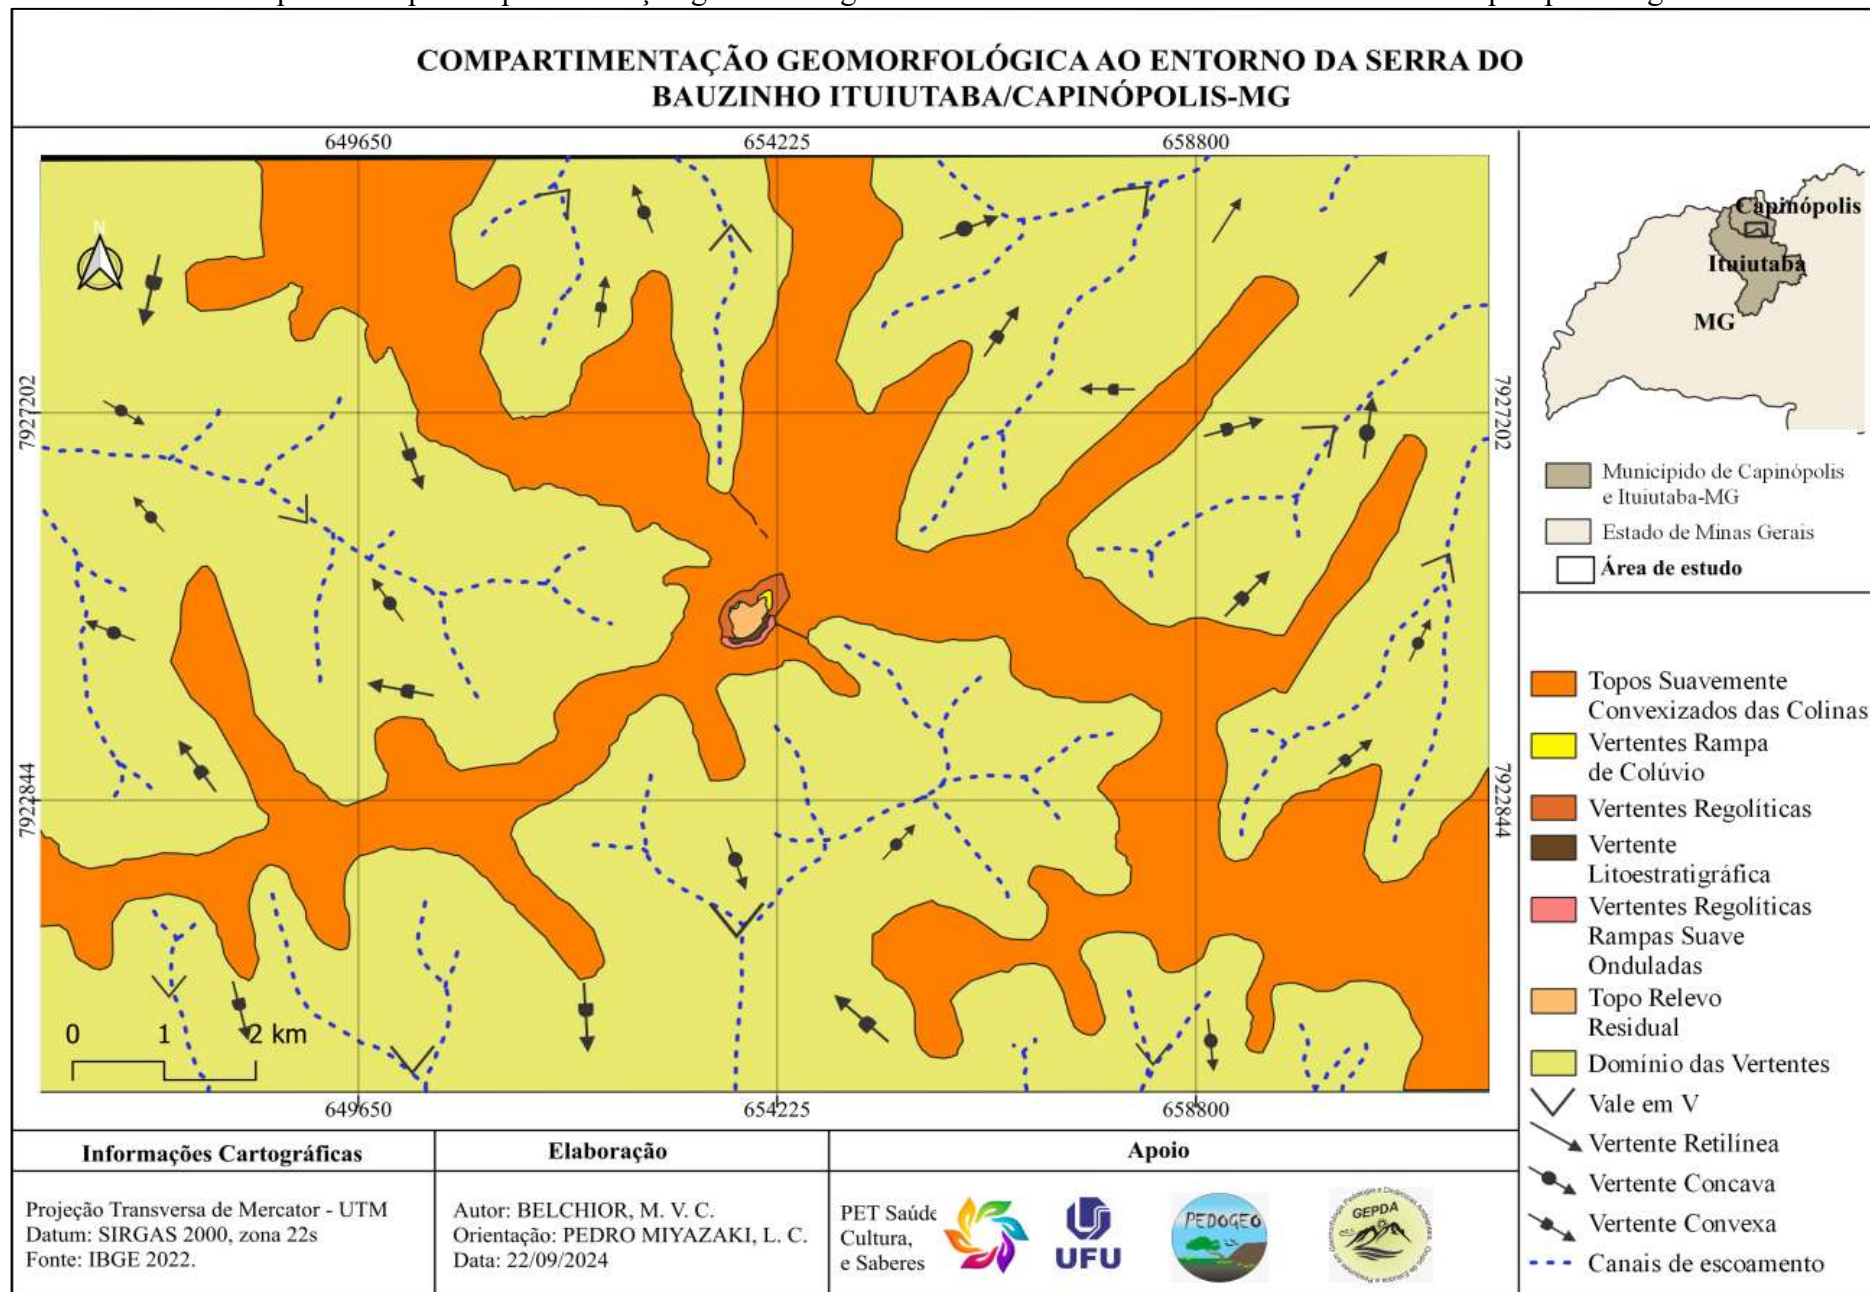 COMPARTIMENTAÇÃO GEOMORFOLÓGICA AO ENTORNO DA SERRA DO
BAUZINHO ITUIUTABA/CAPINÓPOLIS-MG
649650
654225
658800
N
7927202
7927202
7922844
7922844
0 1 2 km
649650
654225
658800
Capinópolis
Ituiutaba
MG
Municípido de Capinópolis
e Ituiutaba-MG
Estado de Minas Gerais
Área de estudo
Topos Suavemente
Convexizados das Colinas
Vertentes Rampa
de Colúvio
Vertentes Regolíticas
Vertente
Litoestratigráfica
Vertentes Regolíticas
Rampas Suave
Onduladas
Topo Relevo
Residual
Domínio das Vertentes
Vale em V
Vertente Retilínea
Vertente Concava
Vertente Convexa
Canais de escoamento
Informações Cartográficas
Projeção Transversa de Mercator - UTM
Datum: SIRGAS 2000, zona 22s
Fonte: IBGE 2022.
Elaboração
Autor: BELCHIOR, M. V. C.
Orientação: PEDRO MIYAZAKI, L. C.
Data: 22/09/2024
Apoio
PET Saúde
Cultura,
e Saberes
UFU
PEDOGEO
GEPDA